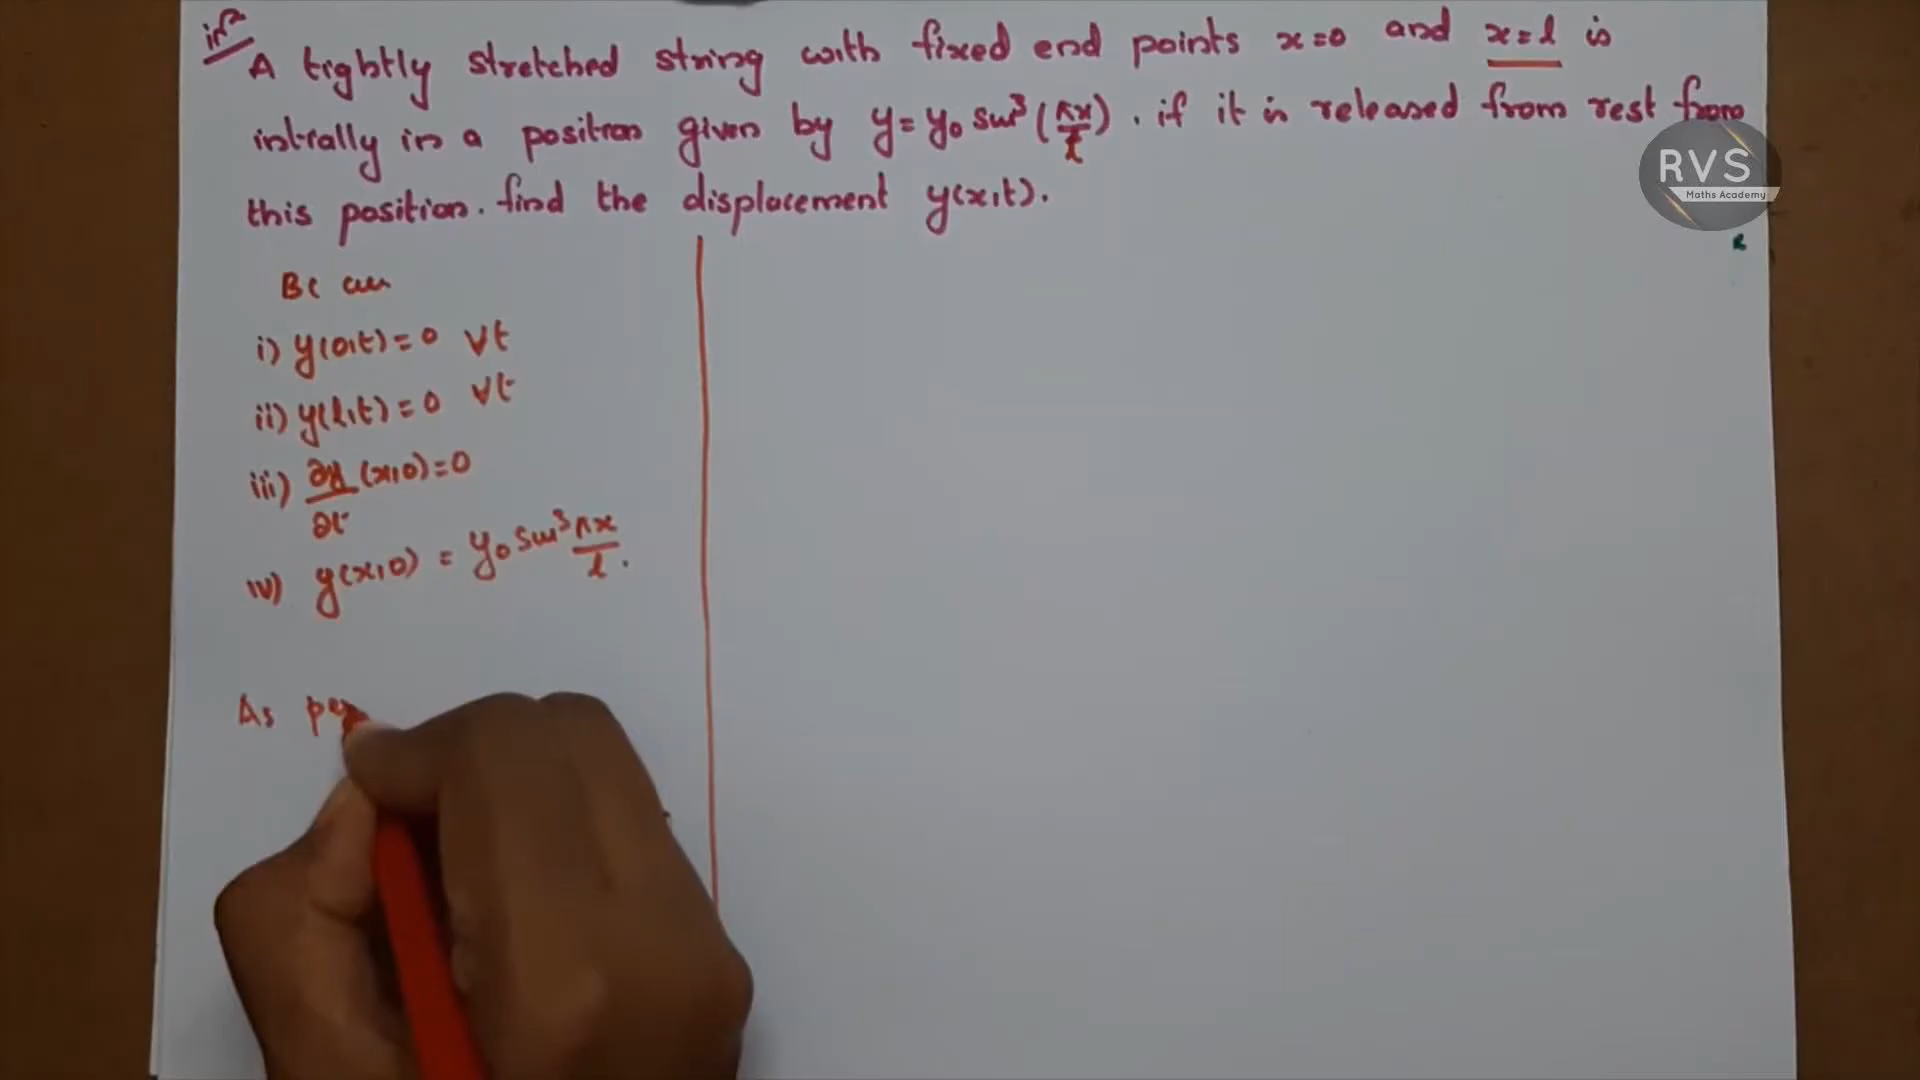 A tightly stretched string with fixed end points x=0 and x=l is
initially in a position given by y=y₀ sin³(πx/l). if it is released from rest from
this position. find the displacement y(x,t).
RVS
Maths Academy
BC are
i) y(0,t)=0 ∀t
ii) y(l,t)=0 ∀t
iii) ∂y/∂t (x,0)=0
iv) y(x,0) = y₀ sin³ πx/l.
As per